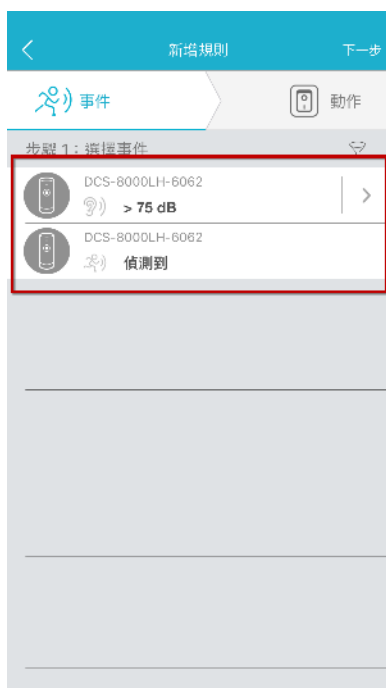 新增規則
下一步
事件
動作
步驟 1：選擇事件
DCS-8000LH-6062
> 75 dB
DCS-8000LH-6062
偵測到